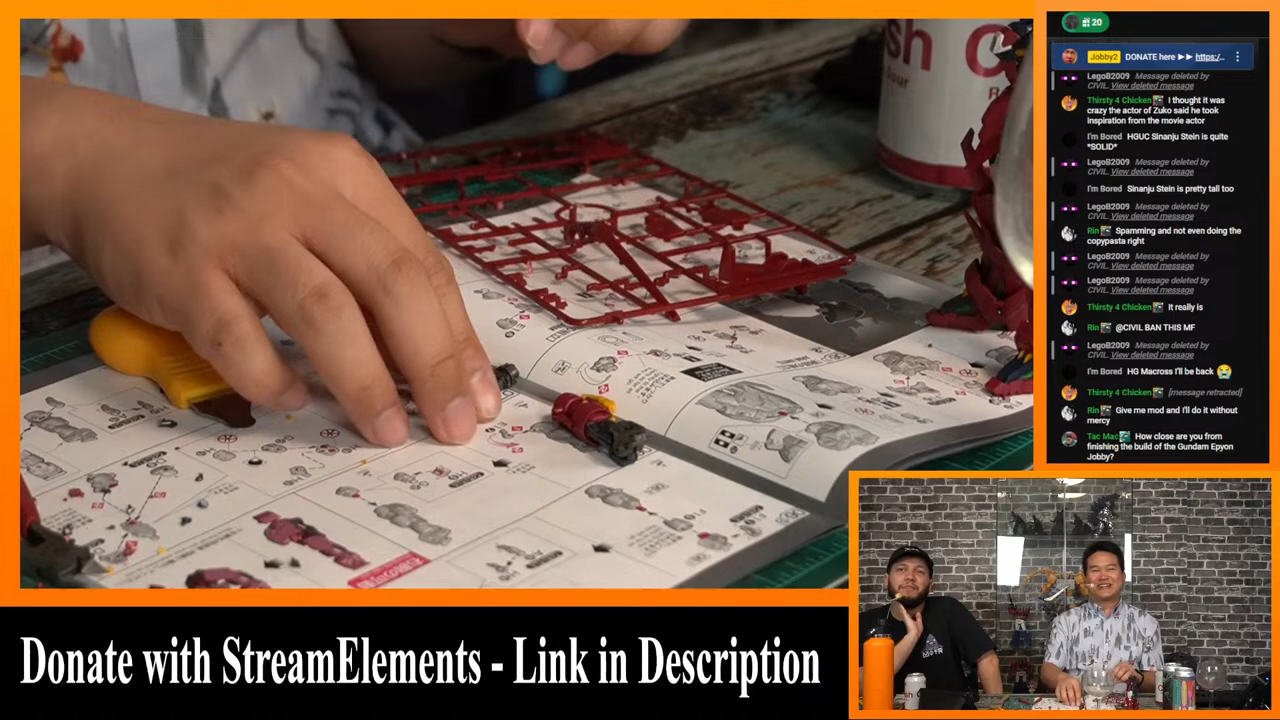 20
Jobby2 DONATE here ►► https:/...
LegoB2009 Message deleted by
CIVIL. View deleted message
Thirsty 4 Chicken I thought it was
crazy the actor of Zuko said he took
inspiration from the movie actor
I'm Bored HGUC Sinanju Stein is quite
*SOLID*
LegoB2009 Message deleted by
CIVIL. View deleted message
I'm Bored Sinanju Stein is pretty tall too
LegoB2009 Message deleted by
CIVIL. View deleted message
Rin Spamming and not even doing the
copypasta right
LegoB2009 Message deleted by
CIVIL. View deleted message
LegoB2009 Message deleted by
CIVIL. View deleted message
Thirsty 4 Chicken It really is
Rin @CIVIL BAN THIS MF
LegoB2009 Message deleted by
CIVIL. View deleted message
I'm Bored HG Macross I'll be back 😭
Thirsty 4 Chicken [message retracted]
Rin Give me mod and I'll do it without
mercy
Tac Mac How close are you from
finishing the build of the Gundam Epyon
Jobby?
Donate with StreamElements - Link in Description